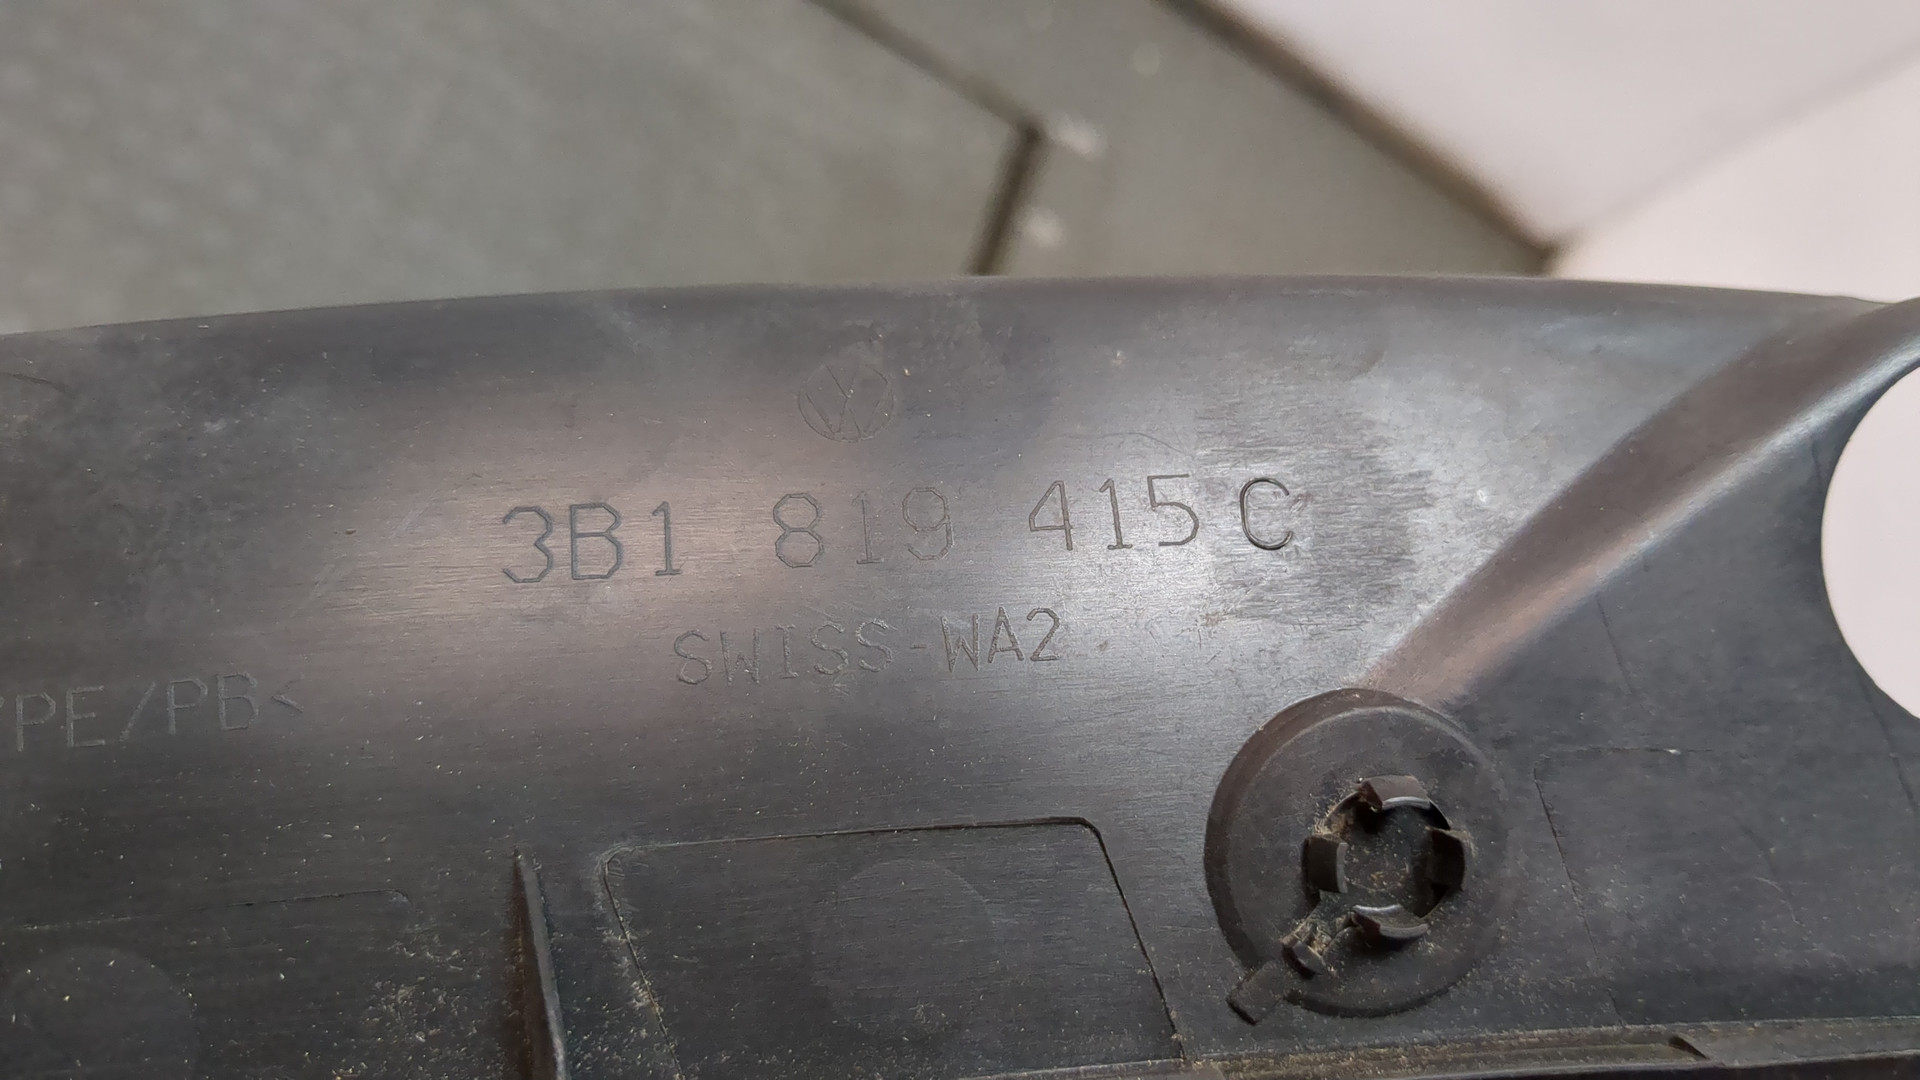 3B1 819 415 C
SWISS-WA2
PE/PB<